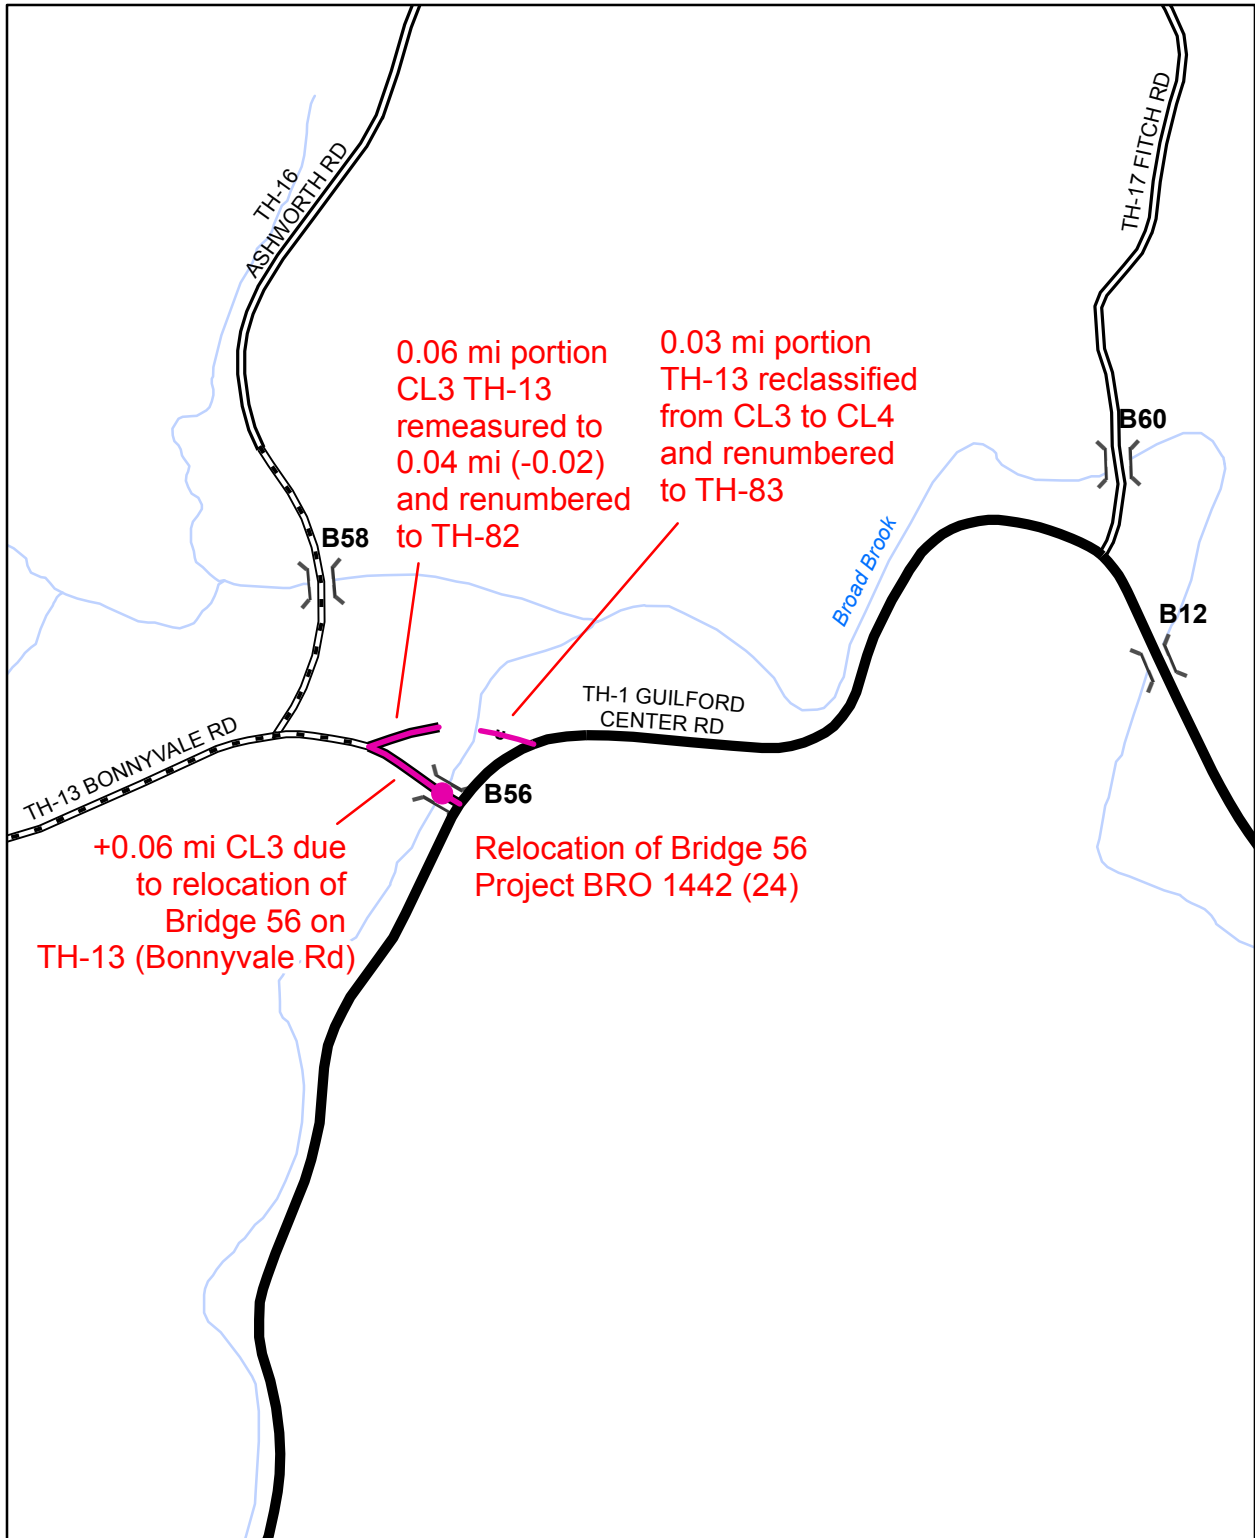 TH-16
ASHWORTH RD
TH-17 FITCH RD
0.06 mi portion
CL3 TH-13
remeasured to
0.04 mi (-0.02)
and renumbered
to TH-82
0.03 mi portion
TH-13 reclassified
from CL3 to CL4
and renumbered
to TH-83
B60
B58
Broad Brook
B12
TH-1 GUILFORD
CENTER RD
TH-13 BONNYVALE RD
B56
+0.06 mi CL3 due
to relocation of
Bridge 56 on
TH-13 (Bonnyvale Rd)
Relocation of Bridge 56
Project BRO 1442 (24)